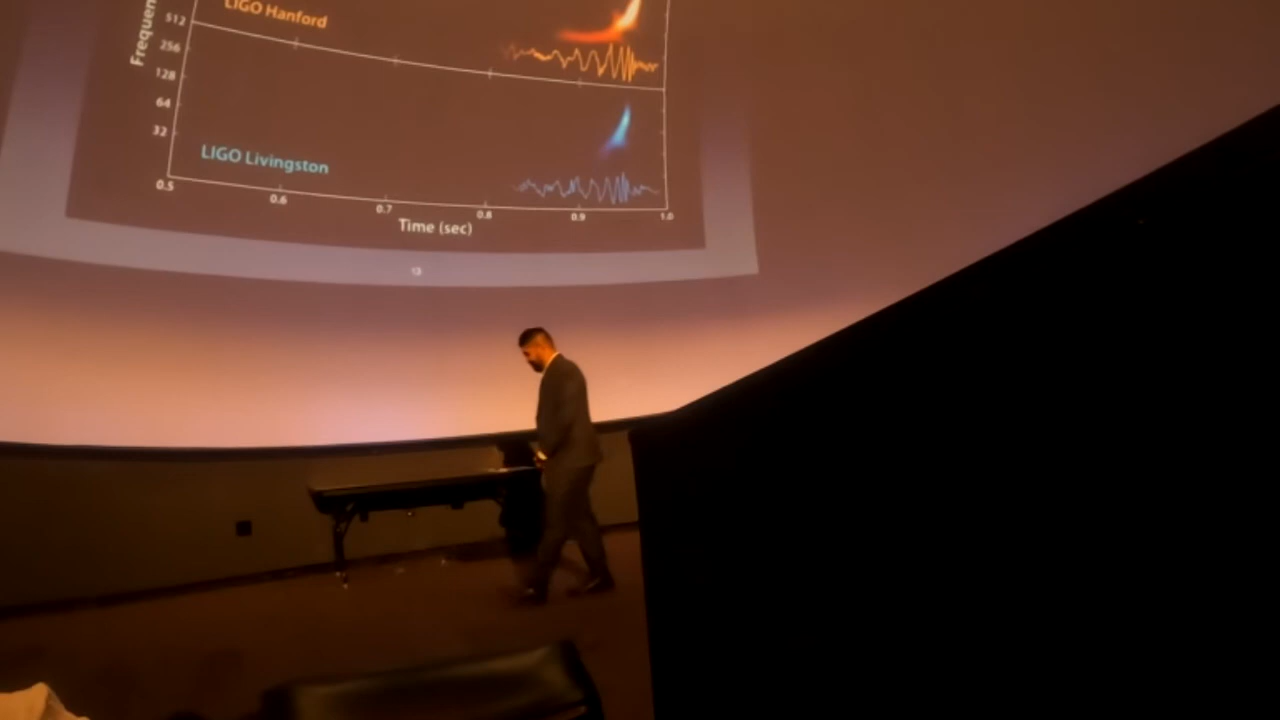 LIGO Hanford
Frequen
512
256
128
64
32
LIGO Livingston
0.5
0.6
0.7
0.8
0.9
1.0
Time (sec)